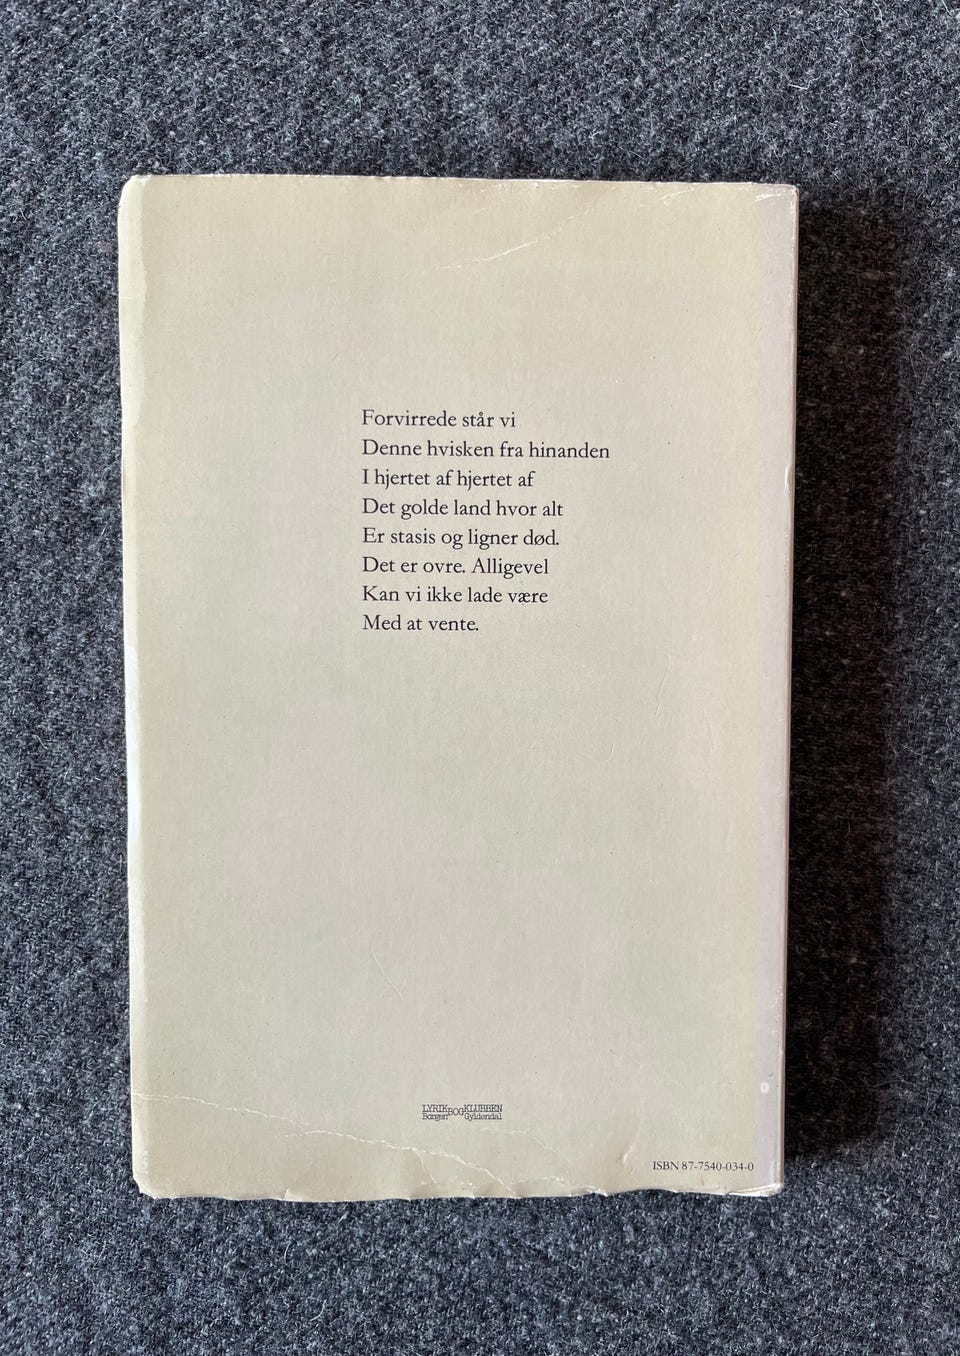 Forvirrede står vi
Denne hvisken fra hinanden
I hjertet af hjertet af
Det golde land hvor alt
Er stasis og ligner død.
Det er ovre. Alligevel
Kan vi ikke lade være
Med at vente.
LYRIKBOGKLUBBEN
Borgen Gyldendal
ISBN 87-7540-034-0